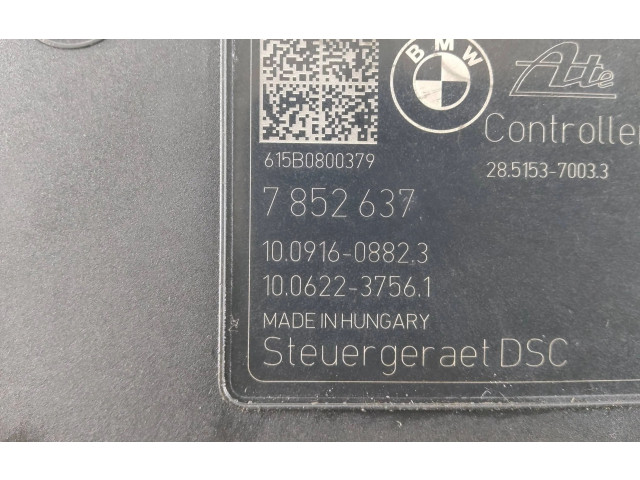 BMW
Ate
Controller
615B0800379
28.5153-7003.3
7 852 637
10.0916-0882.3
10.0622-3756.1
MADE IN HUNGARY
Steuergeraet DSC